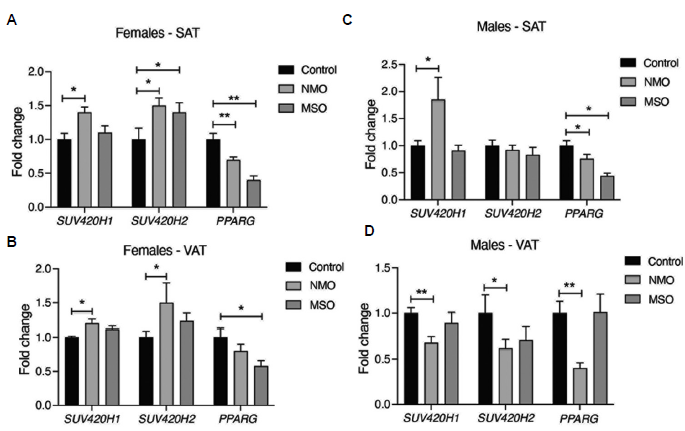 A
Females - SAT
Fold change
2.0
1.5
1.0
0.5
0.0
*
*
*
**
**
Control
NMO
MSO
SUV420H1 SUV420H2 PPARG
B
Females - VAT
Fold change
2.0
1.5
1.0
0.5
0.0
*
*
*
Control
NMO
MSO
SUV420H1 SUV420H2 PPARG
C
Males - SAT
Fold change
2.5
2.0
1.5
1.0
0.5
0.0
*
*
*
Control
NMO
MSO
SUV420H1 SUV420H2 PPARG
D
Males - VAT
Fold change
1.5
1.0
0.5
0.0
**
*
**
Control
NMO
MSO
SUV420H1 SUV420H2 PPARG